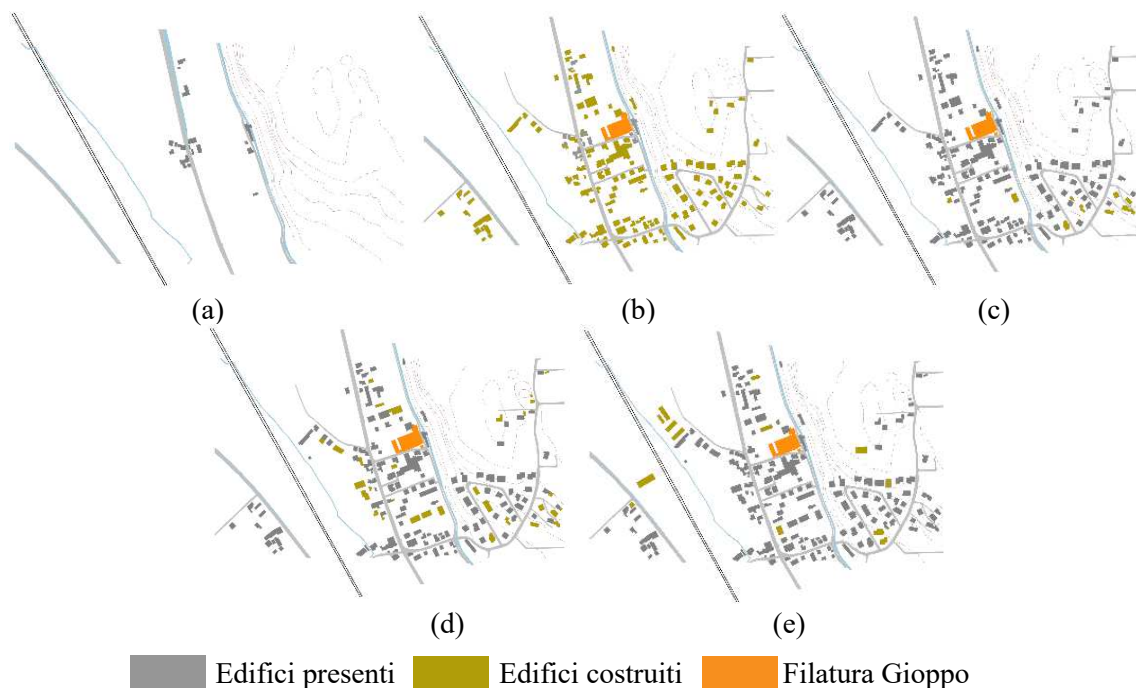 (a)
(b)
(c)
(d)
(e)
Edifici presenti
Edifici costruiti
Filatura Gioppo